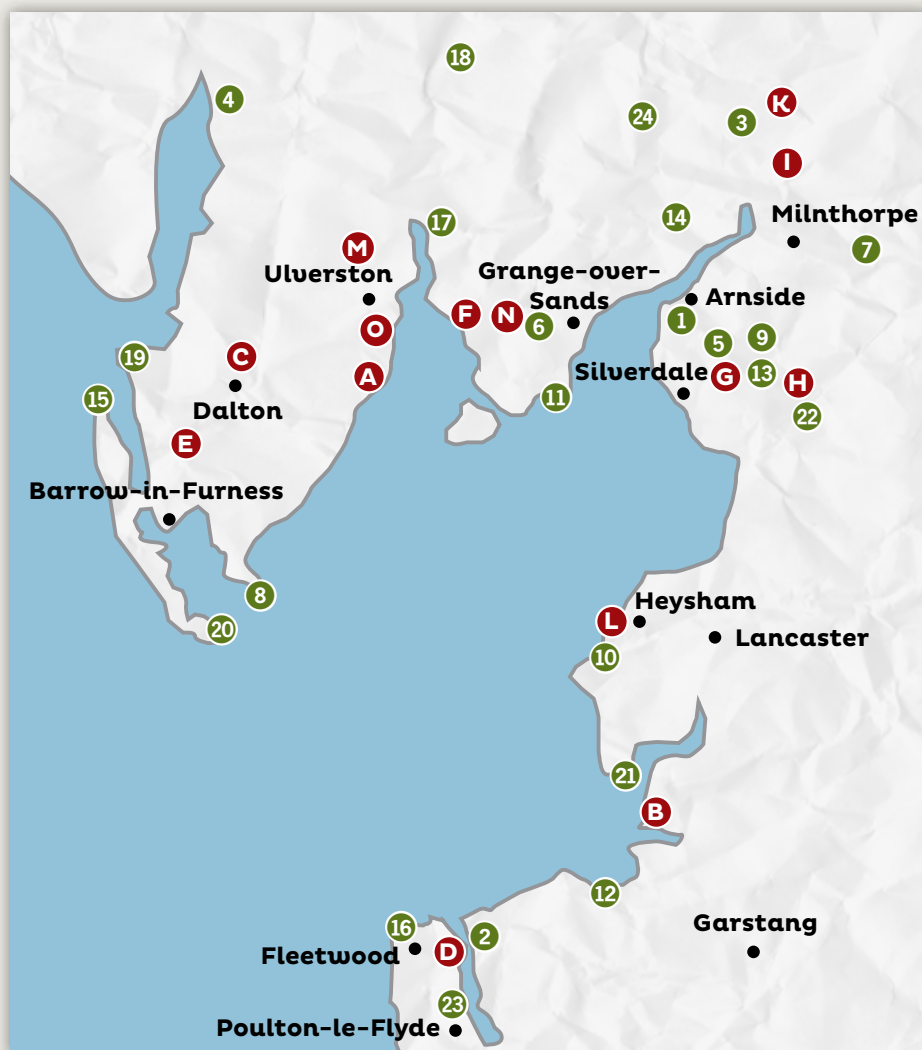 18
4
K
24
3
I
14
Milnthorpe
17
M
7
Ulverston
Grange-over-
Sands
Arnside
F
N
6
1
O
19
C
5
9
A
Silverdale
G
13
H
15
Dalton
11
22
E
Barrow-in-Furness
8
Heysham
L
20
Lancaster
10
21
B
12
Garstang
16
2
Fleetwood
D
23
Poulton-le-Flyde